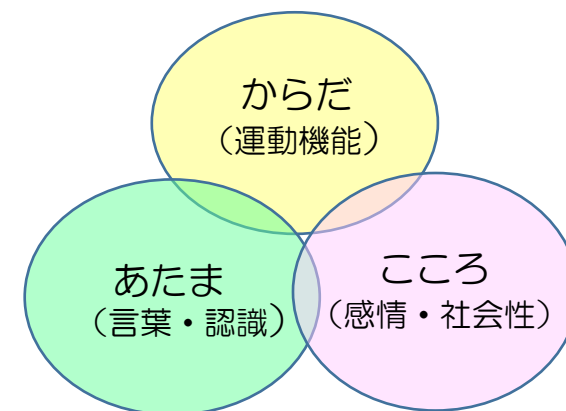 からだ
（運動機能）
あたま
（言葉・認識）
こころ
（感情・社会性）